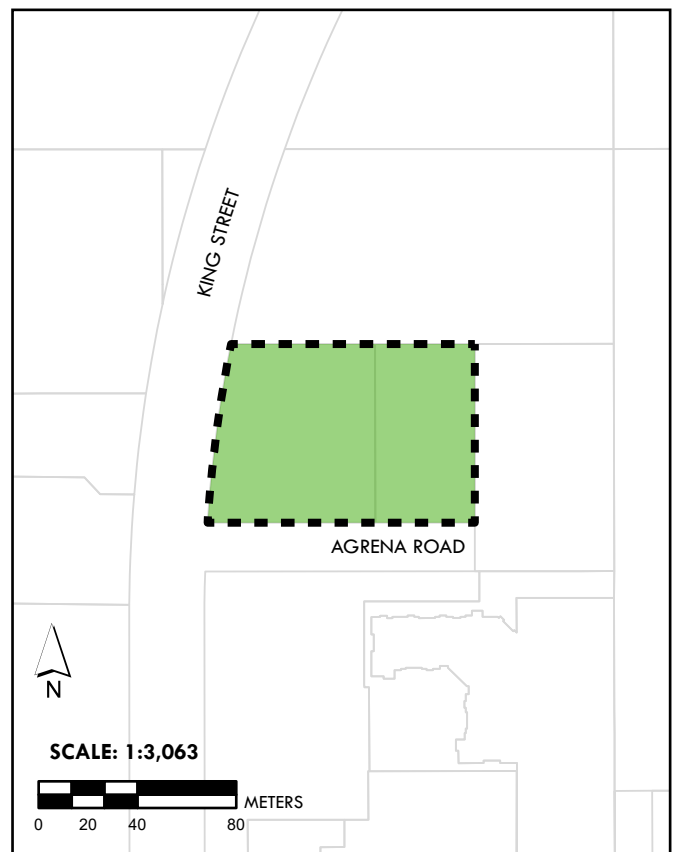 KING STREET
AGRENA ROAD
N
SCALE: 1:3,063
METERS
0 20 40 80